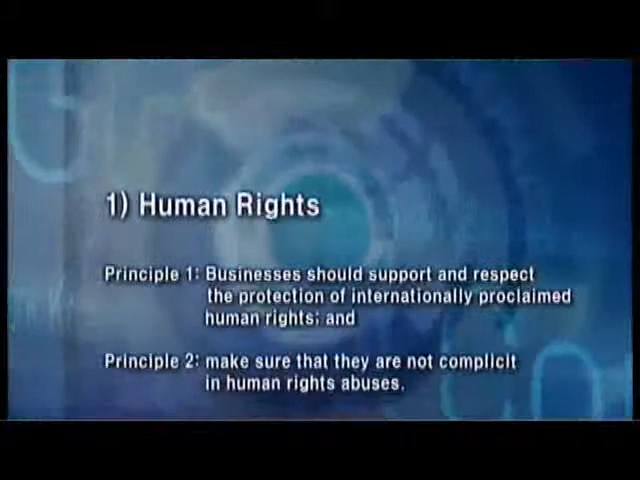 1) Human Rights
Principle 1: Businesses should support and respect
the protection of internationally proclaimed
human rights; and
Principle 2: make sure that they are not complicit
in human rights abuses.